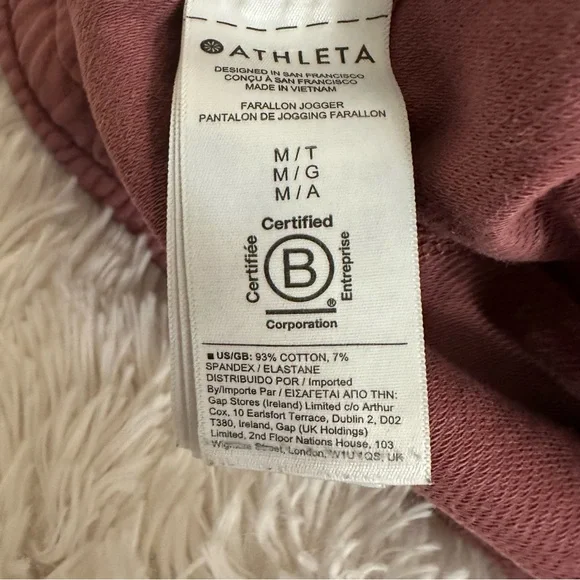 ATHLETA
DESIGNED IN SAN FRANCISCO
CONÇU À SAN FRANCISCO
MADE IN VIETNAM
FARALLON JOGGER
PANTALON DE JOGGING FARALLON
M / T
M / G
M / A
Certified
Certifiée
B
Entreprise
®
Corporation
■ US/GB: 93% COTTON, 7%
SPANDEX / ELASTANE
DISTRIBUIDO POR / Imported
By/Importe Par / ΕΙΣΑΓΕΤΑΙ ΑΠΟ ΤΗΝ:
Gap Stores (Ireland) Limited c/o Arthur
Cox, 10 Earlsfort Terrace, Dublin 2, D02
T380, Ireland, Gap (UK Holdings)
Limited, 2nd Floor Nations House, 103
Wigmore Street, London, W1U 1QS, UK